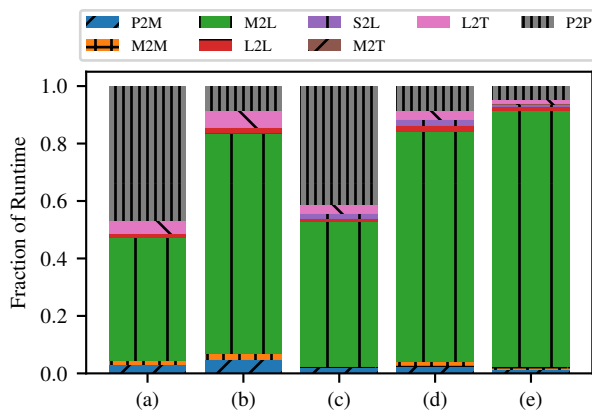 P2M M2L S2L L2T P2P
M2M L2L M2T
1.0
0.8
0.6
0.4
0.2
0.0
Fraction of Runtime
(a) (b) (c) (d) (e)